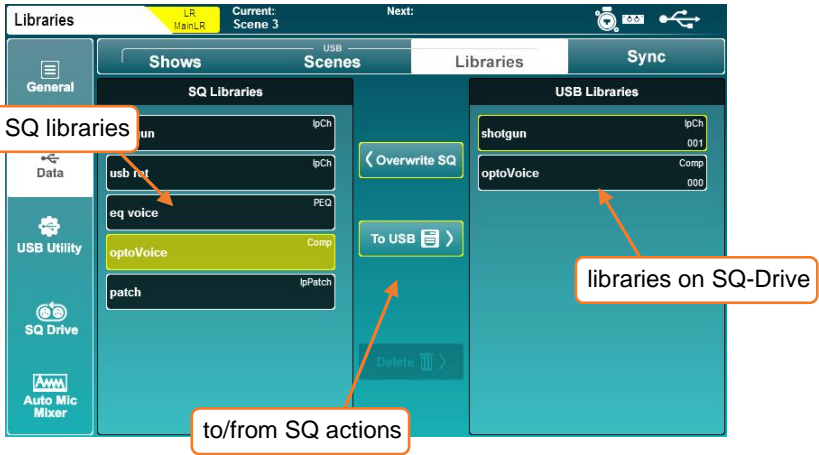 Libraries
LR
MainLR
Current:
Scene 3
Next:
General
Data
USB Utility
SQ Drive
Auto Mic
Mixer
USB
Shows
Scenes
Libraries
Sync
SQ Libraries
un
IpCh
usb ret
IpCh
eq voice
PEQ
optoVoice
Comp
patch
IpPatch
Overwrite SQ
To USB
Delete
USB Libraries
shotgun
IpCh
001
optoVoice
Comp
000
SQ libraries
libraries on SQ-Drive
to/from SQ actions